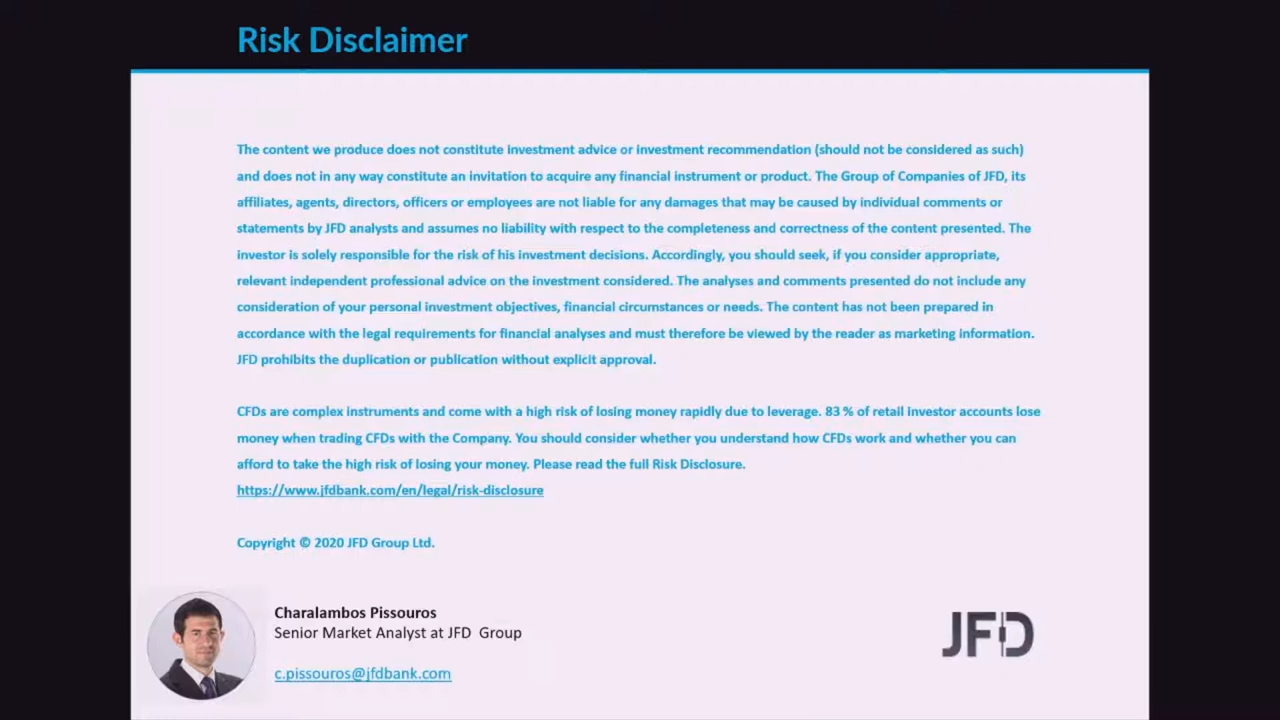 Risk Disclaimer
The content we produce does not constitute investment advice or investment recommendation (should not be considered as such)
and does not in any way constitute an invitation to acquire any financial instrument or product. The Group of Companies of JFD, its
affiliates, agents, directors, officers or employees are not liable for any damages that may be caused by individual comments or
statements by JFD analysts and assumes no liability with respect to the completeness and correctness of the content presented. The
investor is solely responsible for the risk of his investment decisions. Accordingly, you should seek, if you consider appropriate,
relevant independent professional advice on the investment considered. The analyses and comments presented do not include any
consideration of your personal investment objectives, financial circumstances or needs. The content has not been prepared in
accordance with the legal requirements for financial analyses and must therefore be viewed by the reader as marketing information.
JFD prohibits the duplication or publication without explicit approval.
CFDs are complex instruments and come with a high risk of losing money rapidly due to leverage. 83 % of retail investor accounts lose
money when trading CFDs with the Company. You should consider whether you understand how CFDs work and whether you can
afford to take the high risk of losing your money. Please read the full Risk Disclosure.
https://www.jfdbank.com/en/legal/risk-disclosure
Copyright © 2020 JFD Group Ltd.
Charalambos Pissouros
Senior Market Analyst at JFD Group
c.pissouros@jfdbank.com
JFD